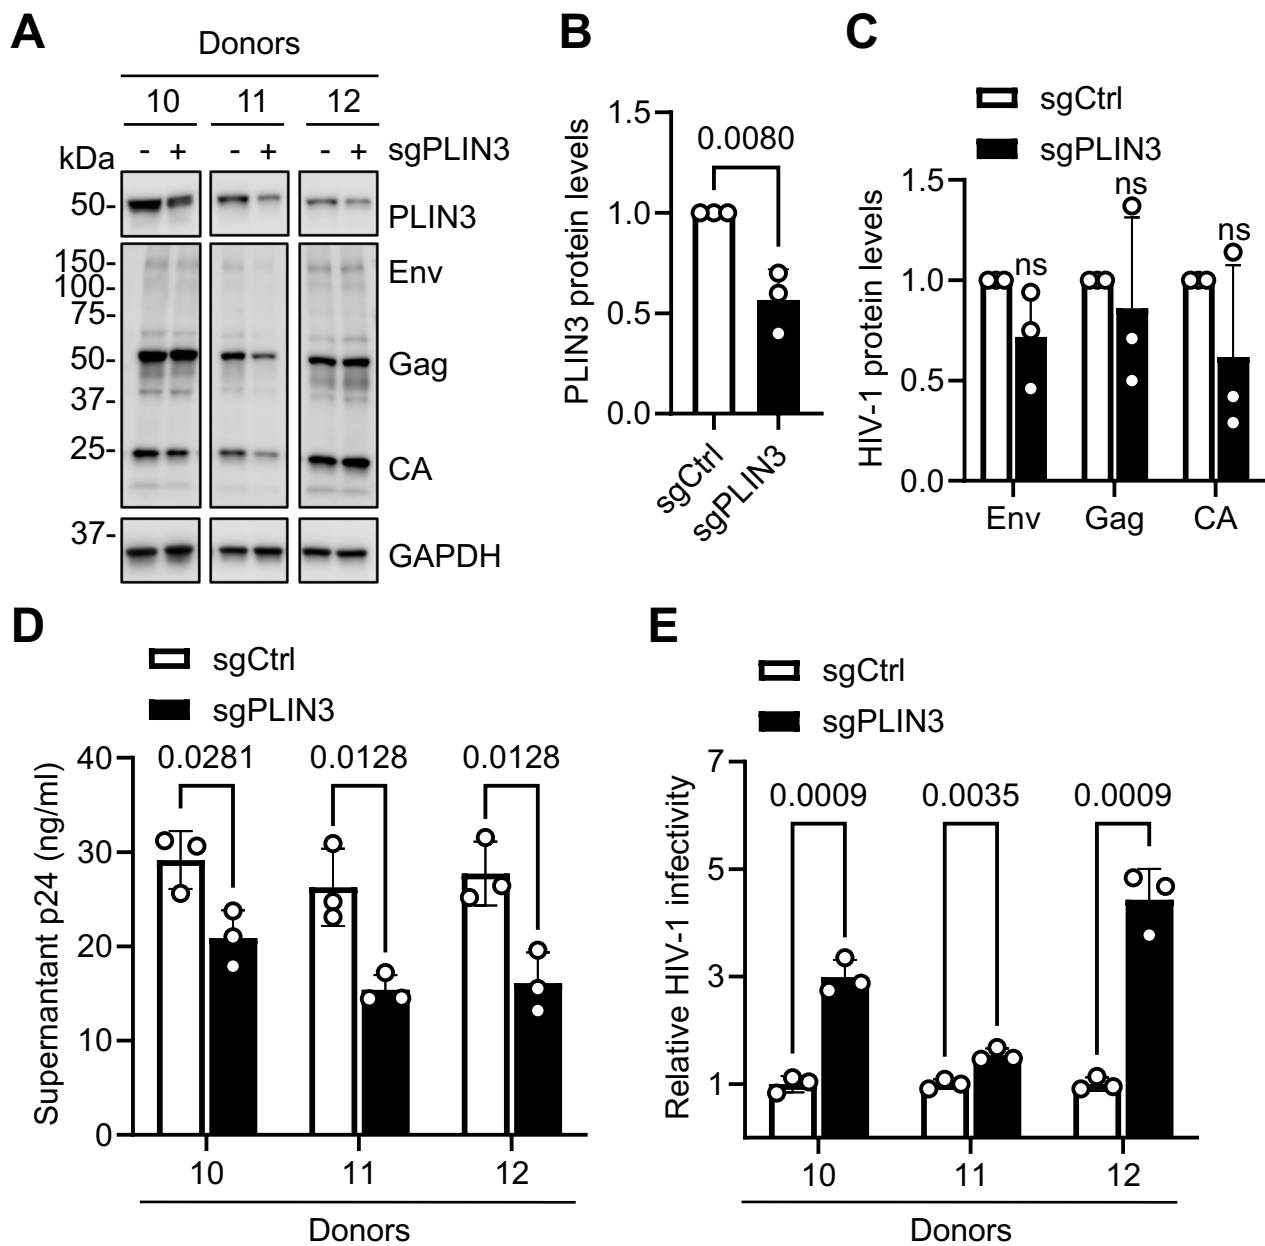 A
Donors
10 11 12
kDa - + - + - + sgPLIN3
50- PLIN3
150- Env
100-
75-
50- Gag
37-
25- CA
37-
GAPDH
B
1.5
0.0080
1.0
0.5
0.0
PLIN3 protein levels
sgCtrl
sgPLIN3
C
sgCtrl
sgPLIN3
1.5
1.0
0.5
0.0
HIV-1 protein levels
ns ns ns
Env Gag CA
D
sgCtrl
sgPLIN3
40
30
20
10
0
Supernantant p24 (ng/ml)
0.0281 0.0128 0.0128
10 11 12
Donors
E
sgCtrl
sgPLIN3
7
5
3
1
Relative HIV-1 infectivity
0.0009 0.0035 0.0009
10 11 12
Donors